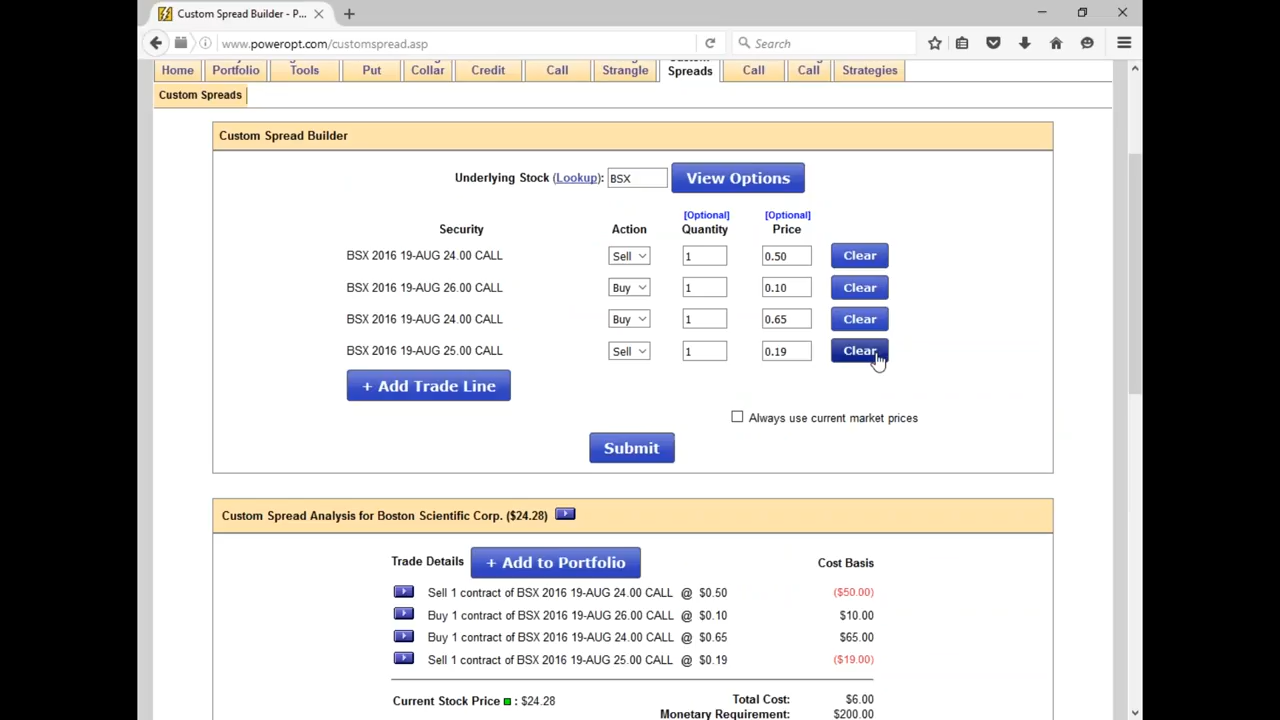 Custom Spread Builder - P...
www.poweropt.com/customspread.asp
Search
Home
Portfolio
Tools
Put
Collar
Credit
Call
Strangle
Spreads
Call
Call
Strategies
Custom Spreads
Custom Spread Builder
Underlying Stock (Lookup): BSX View Options
[Optional] [Optional]
Security Action Quantity Price
BSX 2016 19-AUG 24.00 CALL Sell 1 0.50 Clear
BSX 2016 19-AUG 26.00 CALL Buy 1 0.10 Clear
BSX 2016 19-AUG 24.00 CALL Buy 1 0.65 Clear
BSX 2016 19-AUG 25.00 CALL Sell 1 0.19 Clear
+ Add Trade Line
Always use current market prices
Submit
Custom Spread Analysis for Boston Scientific Corp. ($24.28)
Trade Details + Add to Portfolio Cost Basis
Sell 1 contract of BSX 2016 19-AUG 24.00 CALL @ $0.50 ($50.00)
Buy 1 contract of BSX 2016 19-AUG 26.00 CALL @ $0.10 $10.00
Buy 1 contract of BSX 2016 19-AUG 24.00 CALL @ $0.65 $65.00
Sell 1 contract of BSX 2016 19-AUG 25.00 CALL @ $0.19 ($19.00)
Current Stock Price : $24.28 Total Cost: $6.00
Monetary Requirement: $200.00